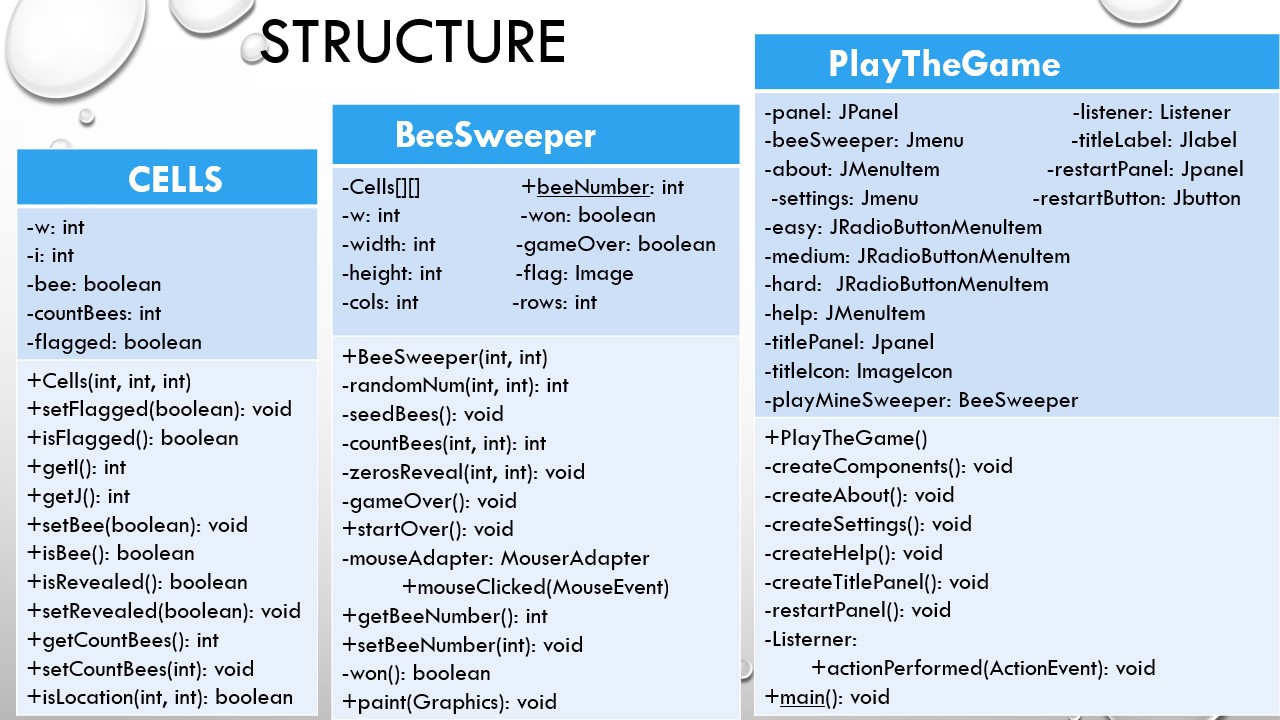 STRUCTURE
CELLS
-w: int
-i: int
-bee: boolean
-countBees: int
-flagged: boolean
+Cells(int, int, int)
+setFlagged(boolean): void
+isFlagged(): boolean
+getI(): int
+getJ(): int
+setBee(boolean): void
+isBee(): boolean
+isRevealed(): boolean
+setRevealed(boolean): void
+getCountBees(): int
+setCountBees(int): void
+isLocation(int, int): boolean
BeeSweeper
-Cells[][] +beeNumber: int
-w: int -won: boolean
-width: int -gameOver: boolean
-height: int -flag: Image
-cols: int -rows: int
+BeeSweeper(int, int)
-randomNum(int, int): int
-seedBees(): void
-countBees(int, int): int
-zerosReveal(int, int): void
-gameOver(): void
+startOver(): void
-mouseAdapter: MouserAdapter
+mouseClicked(MouseEvent)
+getBeeNumber(): int
+setBeeNumber(int): void
-won(): boolean
+paint(Graphics): void
PlayTheGame
-panel: JPanel -listener: Listener
-beeSweeper: Jmenu -titleLabel: Jlabel
-about: JMenuItem -restartPanel: Jpanel
-settings: Jmenu -restartButton: Jbutton
-easy: JRadioButtonMenuItem
-medium: JRadioButtonMenuItem
-hard: JRadioButtonMenuItem
-help: JMenuItem
-titlePanel: Jpanel
-titleIcon: ImageIcon
-playMineSweeper: BeeSweeper
+PlayTheGame()
-createComponents(): void
-createAbout(): void
-createSettings(): void
-createHelp(): void
-createTitlePanel(): void
-restartPanel(): void
-Listerner:
+actionPerformed(ActionEvent): void
+main(): void